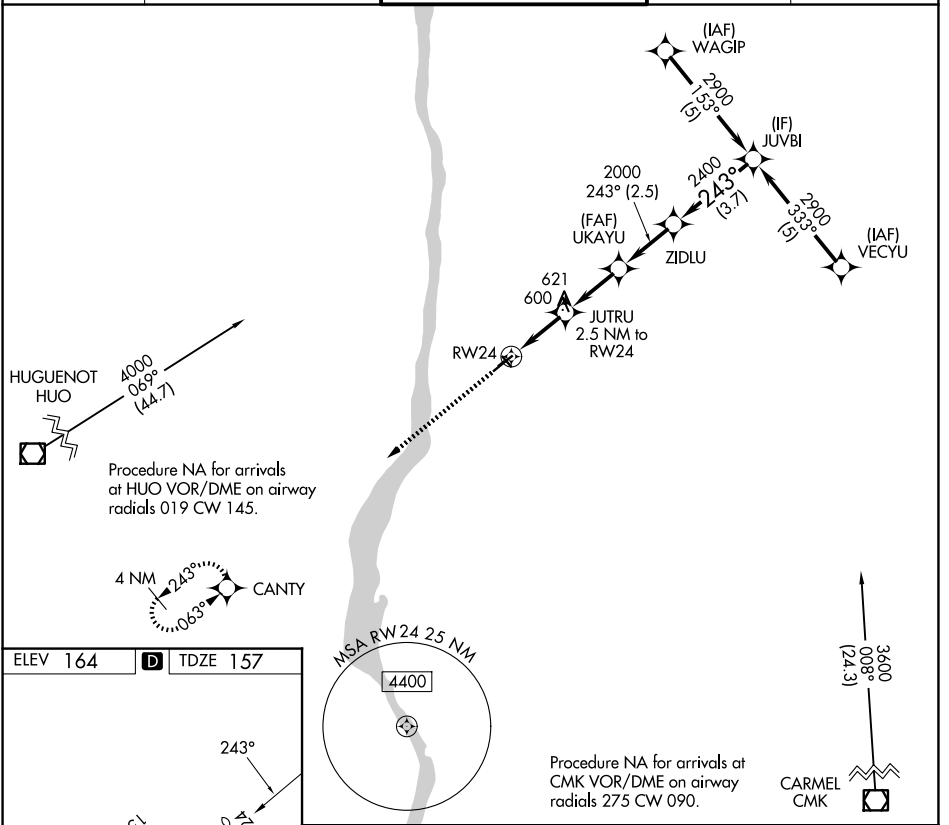 (IAF)
WAGIP
2900
153°
(5)
(IF)
JUVBI
2400
243°
(3.7)
2000
243° (2.5)
(FAF)
UKAYU
ZIDLU
2900
333°
(5)
(IAF)
VECYU
621
600
JUTRU
2.5 NM to
RW24
RW24
HUGUENOT
HUO
4000
069°
(44.7)
Procedure NA for arrivals
at HUO VOR/DME on airway
radials 019 CW 145.
4 NM
243°
063°
CANTY
ELEV 164
D
TDZE 157
243°
MSA RW24 25 NM
4400
3600
008°
(24.3)
Procedure NA for arrivals at
CMK VOR/DME on airway
radials 275 CW 090.
CARMEL
CMK